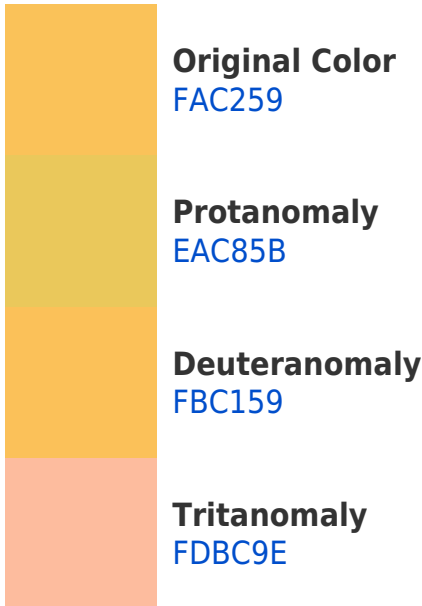 Original Color
FAC259
Protanomaly
EAC85B
Deuteranomaly
FBC159
Tritanomaly
FDBC9E